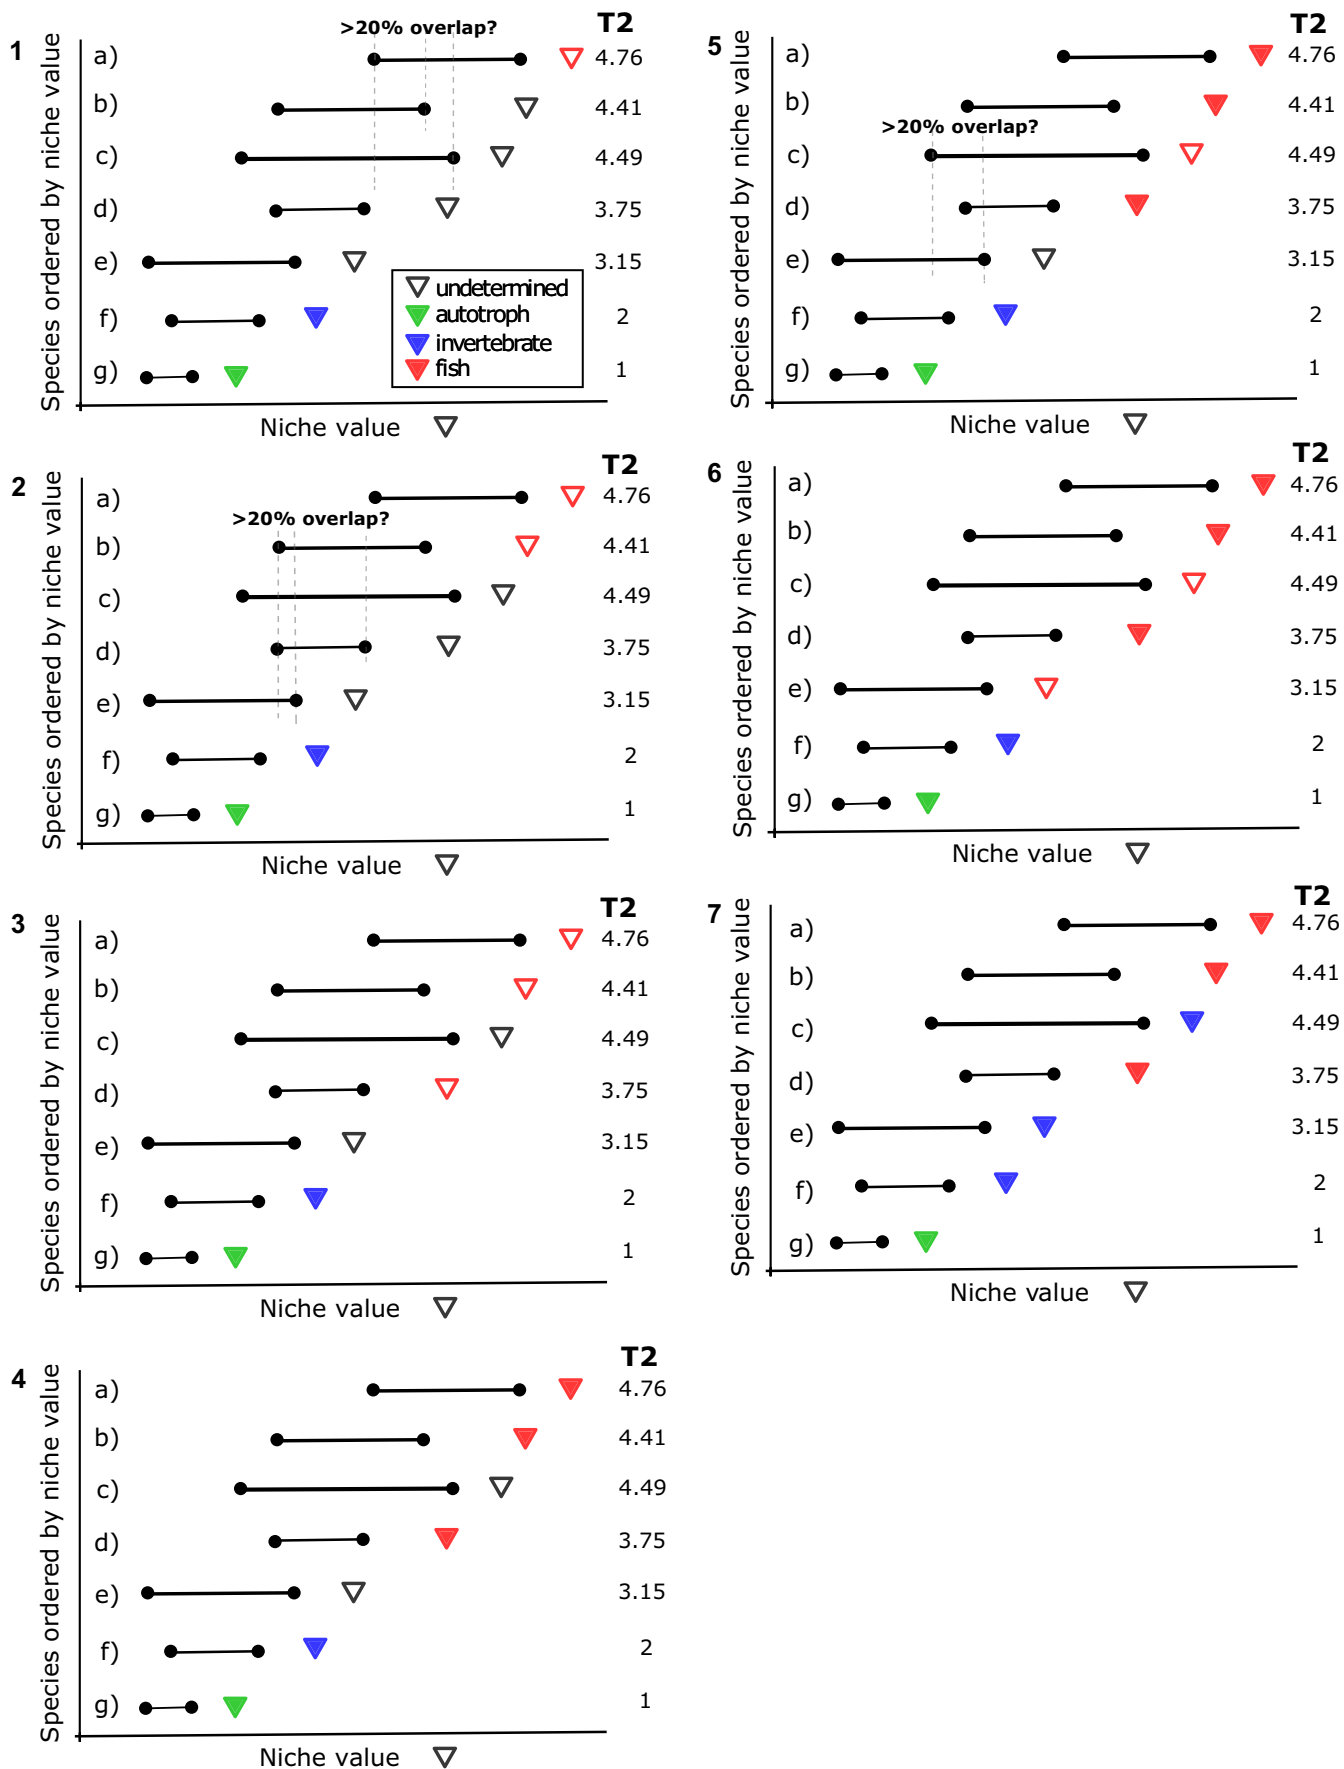 1
Species ordered by niche value
>20% overlap?
T2
a) 4.76
b) 4.41
c) 4.49
d) 3.75
e) 3.15
f) 2
g) 1
undetermined
autotroph
invertebrate
fish
Niche value
2
Species ordered by niche value
T2
a) 4.76
>20% overlap?
b) 4.41
c) 4.49
d) 3.75
e) 3.15
f) 2
g) 1
Niche value
3
Species ordered by niche value
T2
a) 4.76
b) 4.41
c) 4.49
d) 3.75
e) 3.15
f) 2
g) 1
Niche value
4
Species ordered by niche value
T2
a) 4.76
b) 4.41
c) 4.49
d) 3.75
e) 3.15
f) 2
g) 1
Niche value
5
Species ordered by niche value
T2
a) 4.76
b) 4.41
>20% overlap?
c) 4.49
d) 3.75
e) 3.15
f) 2
g) 1
Niche value
6
Species ordered by niche value
T2
a) 4.76
b) 4.41
c) 4.49
d) 3.75
e) 3.15
f) 2
g) 1
Niche value
7
Species ordered by niche value
T2
a) 4.76
b) 4.41
c) 4.49
d) 3.75
e) 3.15
f) 2
g) 1
Niche value